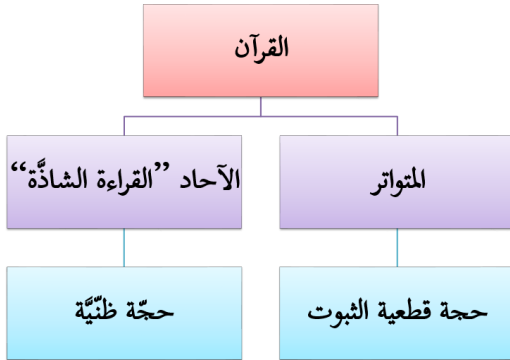 القرآن
المتواتر
الآحاد ”القراءة الشاذَّة“
حجة قطعية الثبوت
حجّة ظنّيَّة